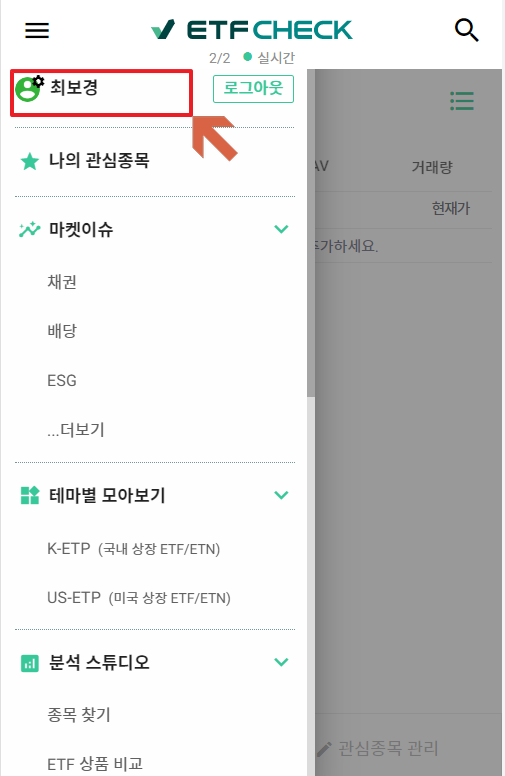 ETFCHECK
2/2 실시간
최보경 로그아웃
나의 관심종목
AV 거래량
마켓이슈 현재가
추가하세요.
채권
배당
ESG
...더보기
테마별 모아보기
K-ETP (국내 상장 ETF/ETN)
US-ETP (미국 상장 ETF/ETN)
분석 스튜디오
종목 찾기
관심종목 관리
ETF 상품 비교